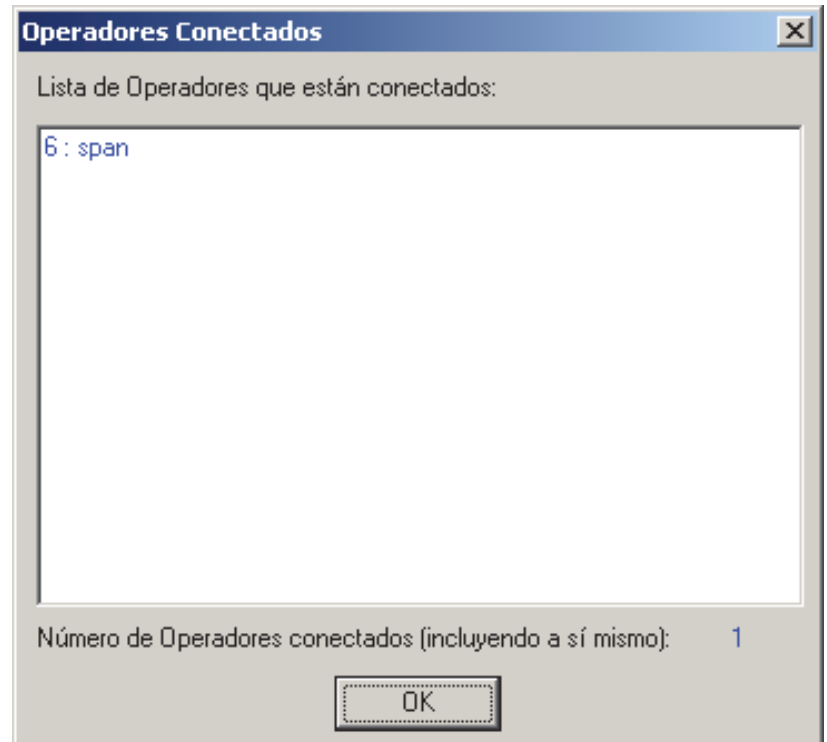 Operadores Conectados
Lista de Operadores que están conectados:
6 : span
Número de Operadores conectados (incluyendo a sí mismo): 1
OK